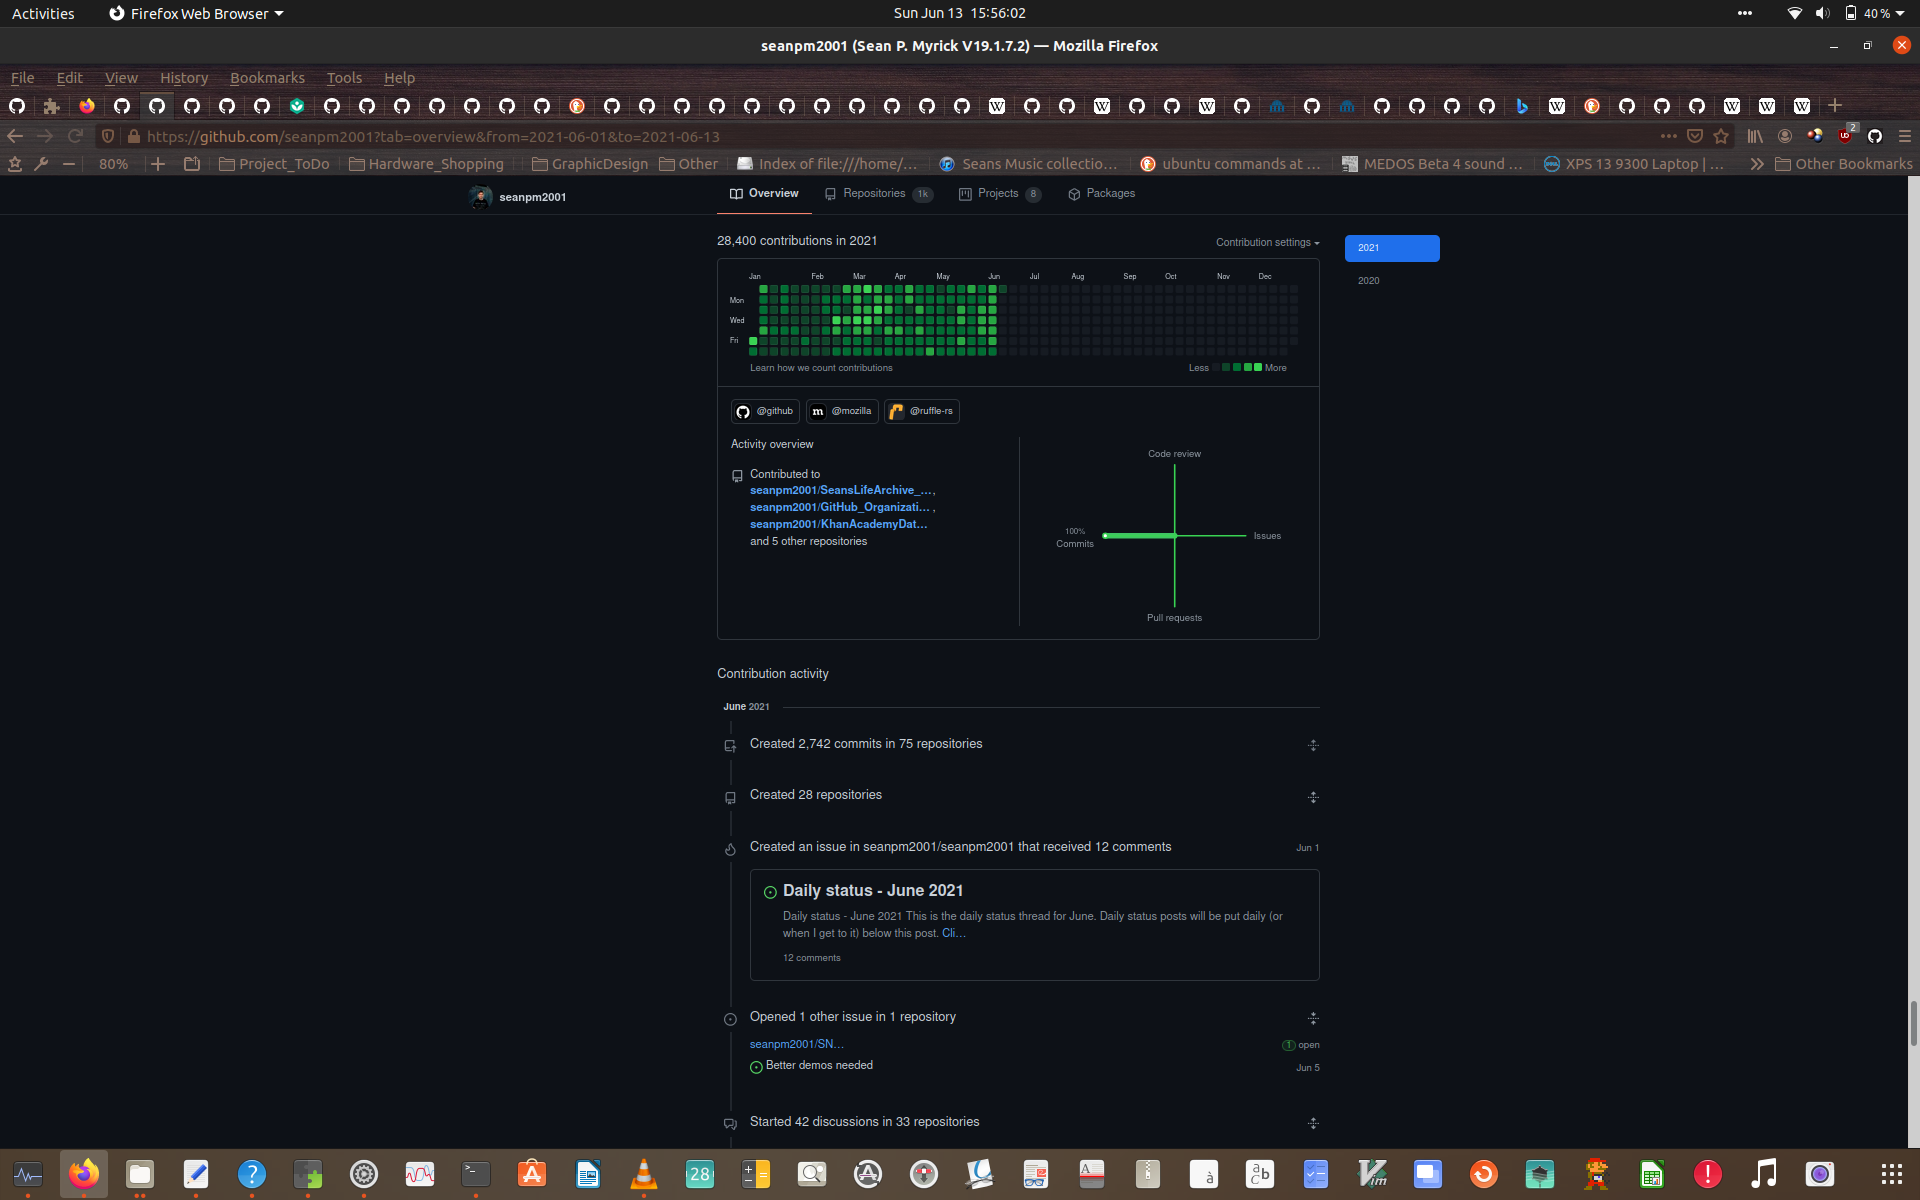 Activities
Firefox Web Browser
Sun Jun 13 15:56:02
40 %
seanpm2001 (Sean P. Myrick V19.1.7.2) — Mozilla Firefox
File Edit View History Bookmarks Tools Help
https://github.com/seanpm2001?tab=overview&from=2021-06-01&to=2021-06-13
2
80%
Project_ToDo
Hardware_Shopping
GraphicDesign
Other
Index of file:///home/...
Seans Music collectio...
ubuntu commands at ...
MEDOS Beta 4 sound ...
XPS 13 9300 Laptop | ...
Other Bookmarks
seanpm2001
Overview
Repositories 1k
Projects 8
Packages
28,400 contributions in 2021
Contribution settings
2021
2020
Jan Feb Mar Apr May Jun Jul Aug Sep Oct Nov Dec
Mon
Wed
Fri
Learn how we count contributions
Less
More
@github
@mozilla
@ruffle-rs
Activity overview
Contributed to
seanpm2001/SeansLifeArchive_... ,
seanpm2001/GitHub_Organizati... ,
seanpm2001/KhanAcademyDat...
and 5 other repositories
Code review
100%
Commits
Issues
Pull requests
Contribution activity
June 2021
Created 2,742 commits in 75 repositories
Created 28 repositories
Created an issue in seanpm2001/seanpm2001 that received 12 comments
Jun 1
Daily status - June 2021
Daily status - June 2021 This is the daily status thread for June. Daily status posts will be put daily (or
when I get to it) below this post. Cli...
12 comments
Opened 1 other issue in 1 repository
seanpm2001/SN...
1 open
Better demos needed
Jun 5
Started 42 discussions in 33 repositories
28